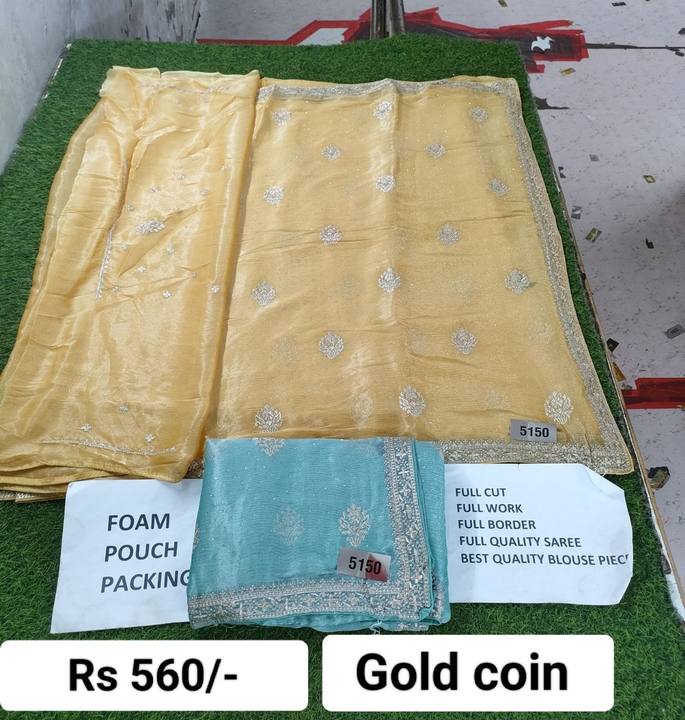 5150
FOAM
POUCH
PACKING
5150
FULL CUT
FULL WORK
FULL BORDER
FULL QUALITY SAREE
BEST QUALITY BLOUSE PIEC
Rs 560/-
Gold coin